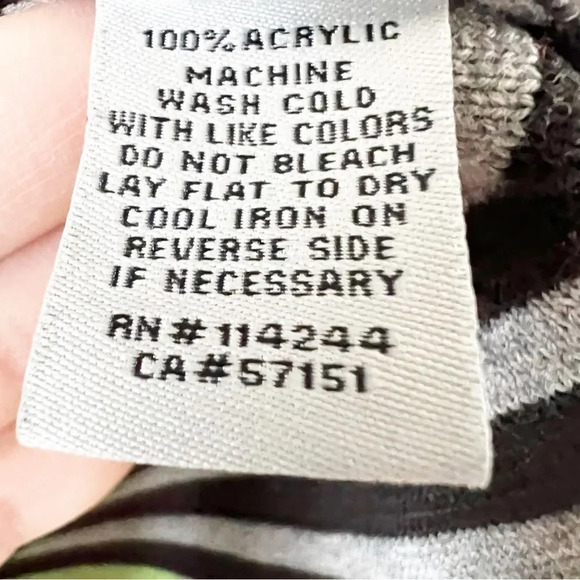 100% ACRYLIC
MACHINE
WASH COLD
WITH LIKE COLORS
DO NOT BLEACH
LAY FLAT TO DRY
COOL IRON ON
REVERSE SIDE
IF NECESSARY
RN# 114244
CA# 57151